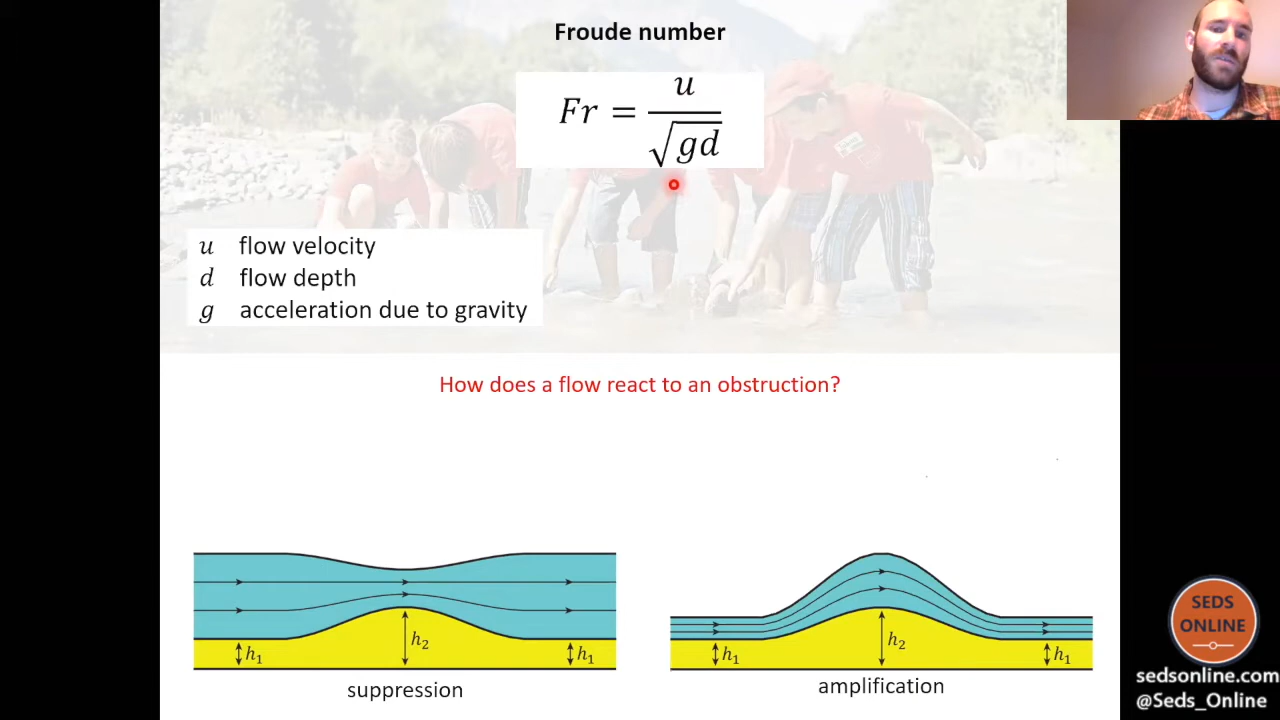 Froude number
Fr = u / √gd
u flow velocity
d flow depth
g acceleration due to gravity
How does a flow react to an obstruction?
h₁ h₂ h₁
suppression
h₁ h₂ h₁
amplification
SEDS
ONLINE
sedsonline.com
@Seds_Online